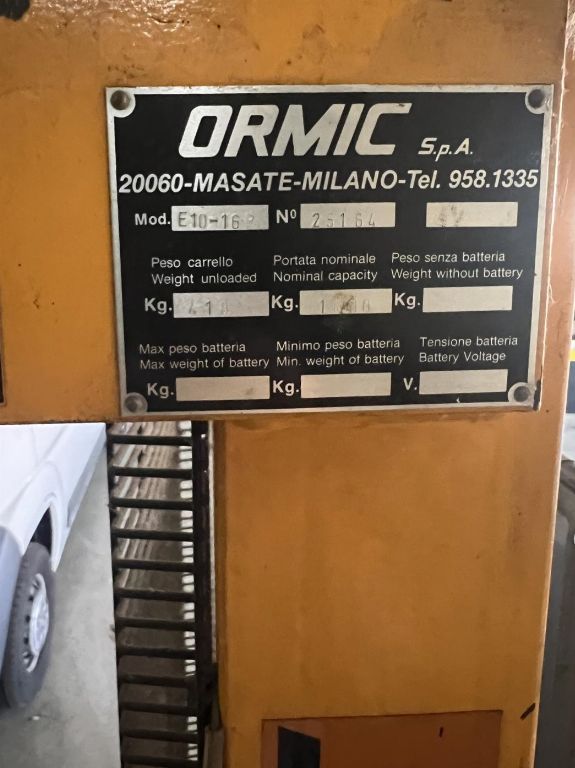 ORMIC S.p.A.
20060-MASATE-MILANO-Tel. 958.1335
Mod. E10-16 Nº
Peso carrello Portata nominale Peso senza batteria
Weight unloaded Nominal capacity Weight without battery
Kg. Kg. Kg.
Max peso batteria Minimo peso batteria Tensione batteria
Max weight of battery Min. weight of battery Battery Voltage
Kg. Kg. V.